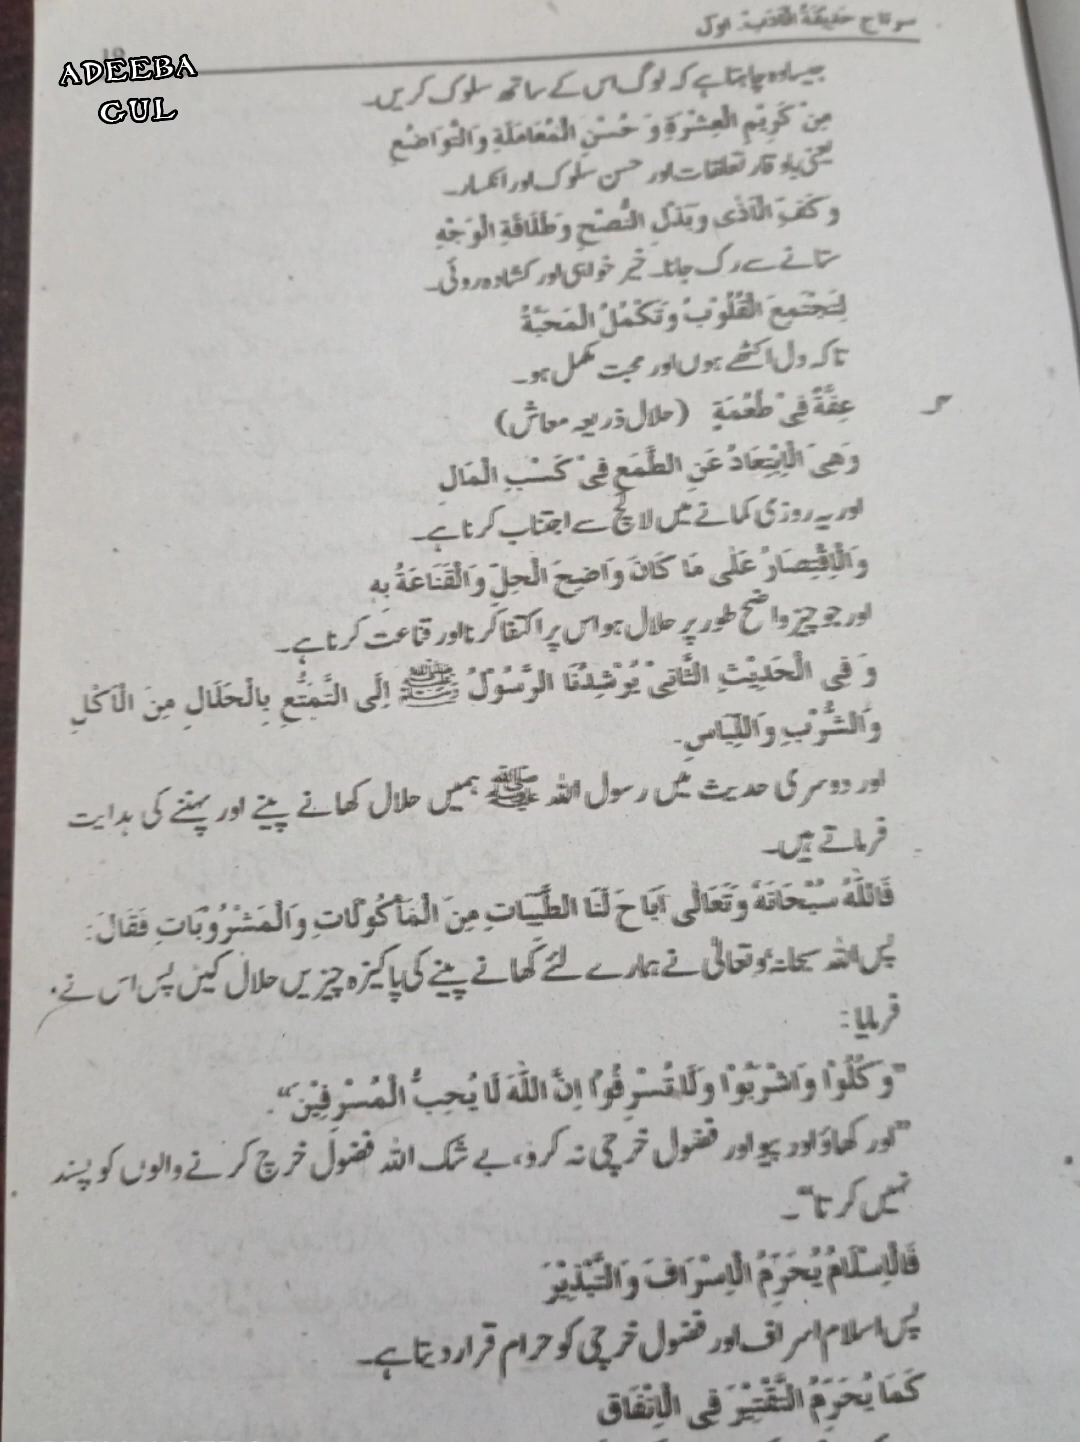 سرتاج حدیقۃُ الادب۔ اول
19
ADEEBA
GUL
جیسا وہ چاہتا ہے کہ لوگ اس کے ساتھ سلوک کریں۔
مِنْ كَرِيْمِ الْعِشْرَةِ وَ حُسْنِ الْمُعَامَلَةِ وَالتَّوَاضُعِ
یعنی باوقار تعلقات اور حسن سلوک اور انکسار۔
وَ كَفِّ الْاَذٰى وَبَذْلِ النُّصْحِ وَطَلَاقَةِ الْوَجْهِ
ستانے سے رک جانا۔ خیر خواہی اور کشادہ روئی۔
لِتَجْتَمِعَ الْقُلُوْبُ وَتَكْمُلُ الْمَحَبَّةُ
تاکہ دل اکٹھے ہوں اور محبت مکمل ہو۔
عِفَّةٌ فِىْ طُعْمَةٍ (حلال ذریعہ معاش)
وَهِىَ الْاِبْتِعَادُ عَنِ الطَّمَعِ فِىْ كَسْبِ الْمَالِ
اور یہ روزی کمانے میں لالچ سے اجتناب کرنا ہے۔
وَالْاِقْتِصَارُ عَلٰى مَا كَانَ وَاضِحَ الْحِلِّ وَالْقَنَاعَةُ بِهٖ
اور جو چیز واضح طور پر حلال ہو اس پر اکتفا کرنا اور قناعت کرنا ہے۔
وَ فِى الْحَدِيْثِ الثَّانِىْ يُرْشِدُنَا الرَّسُوْلُ ﷺ اِلَى التَّمَتُّعِ بِالْحَلَالِ مِنَ الْاَكْلِ
وَالشُّرْبِ وَاللِّبَاسِ۔
اور دوسری حدیث میں رسول اللہ ﷺ ہمیں حلال کھانے پینے اور پہننے کی ہدایت
فرماتے ہیں۔
فَاللّٰهُ سُبْحَانَهٗ وَتَعَالٰى اَبَاحَ لَنَا الطَّيِّبَاتِ مِنَ الْمَأْكُوْلَاتِ وَالْمَشْرُوْبَاتِ فَقَالَ:
پس اللہ سبحانہٗ وتعالیٰ نے ہمارے لئے کھانے پینے کی پاکیزہ چیزیں حلال کیں پس اس نے
فرمایا:
”وَكُلُوْا وَاشْرَبُوْا وَلَا تُسْرِفُوْا اِنَّ اللّٰهَ لَا يُحِبُّ الْمُسْرِفِيْنَ“۔
”اور کھاؤ اور پیو اور فضول خرچی نہ کرو، بے شک اللہ فضول خرچ کرنے والوں کو پسند
نہیں کرتا“۔
فَالْاِسْلَامُ يُحَرِّمُ الْاِسْرَافَ وَالتَّبْذِيْرَ
پس اسلام اسراف اور فضول خرچی کو حرام قرار دیتا ہے۔
كَمَا يُحَرِّمُ التَّقْتِيْرَ فِى الْاِنْفَاقِ